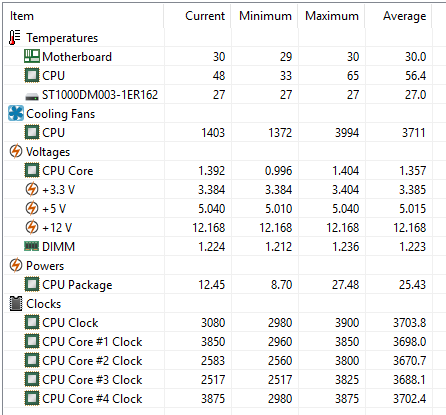 Item Current Minimum Maximum Average
Temperatures
Motherboard 30 29 30 30.0
CPU 48 33 65 56.4
ST1000DM003-1ER162 27 27 27 27.0
Cooling Fans
CPU 1403 1372 3994 3711
Voltages
CPU Core 1.392 0.996 1.404 1.357
+3.3 V 3.384 3.384 3.404 3.385
+5 V 5.040 5.010 5.040 5.015
+12 V 12.168 12.168 12.168 12.168
DIMM 1.224 1.212 1.236 1.223
Powers
CPU Package 12.45 8.70 27.48 25.43
Clocks
CPU Clock 3080 2980 3900 3703.8
CPU Core #1 Clock 3850 2960 3850 3698.0
CPU Core #2 Clock 2583 2560 3800 3670.7
CPU Core #3 Clock 2517 2517 3825 3688.1
CPU Core #4 Clock 3875 2980 3875 3702.4